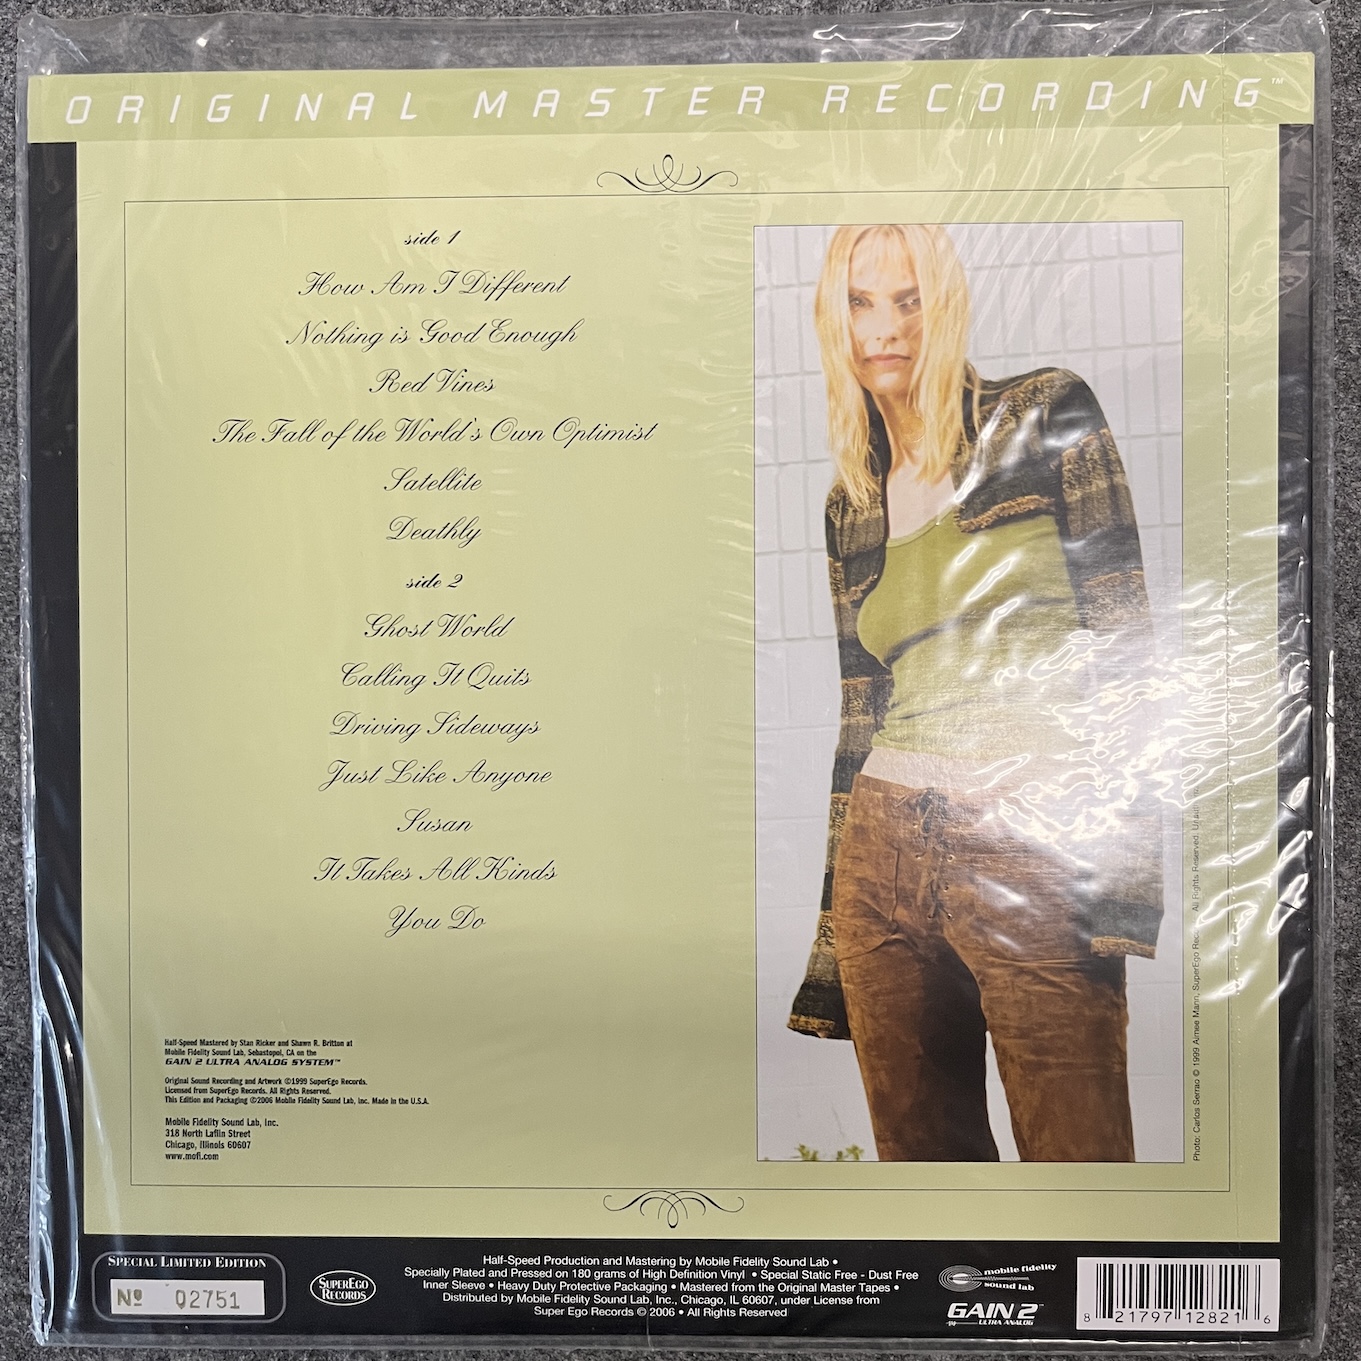 ORIGINAL MASTER RECORDING™
side 1
How Am I Different
Nothing is Good Enough
Red Vines
The Fall of the World's Own Optimist
Satellite
Deathly
side 2
Ghost World
Calling It Quits
Driving Sideways
Just Like Anyone
Susan
It Takes All Kinds
You Do
Half-Speed Mastered by Stan Ricker and Shawn R. Britton at
Mobile Fidelity Sound Lab, Sebastopol, CA on the
GAIN 2 ULTRA ANALOG SYSTEM™
Original Sound Recording and Artwork ©1999 SuperEgo Records.
Licensed from SuperEgo Records. All Rights Reserved.
This Edition and Packaging ©2006 Mobile Fidelity Sound Lab, Inc. Made in the U.S.A.
Mobile Fidelity Sound Lab, Inc.
318 North Laflin Street
Chicago, Illinois 60607
www.mofi.com
Photo: Carlos Serrao © 1999 Aimee Mann, SuperEgo All Rights Reserved.
SPECIAL LIMITED EDITION
Nº 02751
SUPEREGO
RECORDS
Half-Speed Production and Mastering by Mobile Fidelity Sound Lab •
Specially Plated and Pressed on 180 grams of High Definition Vinyl • Special Static Free - Dust Free
Inner Sleeve • Heavy Duty Protective Packaging • Mastered from the Original Master Tapes •
Distributed by Mobile Fidelity Sound Lab, Inc., Chicago, IL 60607, under License from
Super Ego Records © 2006 • All Rights Reserved
mobile fidelity
sound lab
GAIN 2™
ULTRA ANALOG
8 21797 12821 6